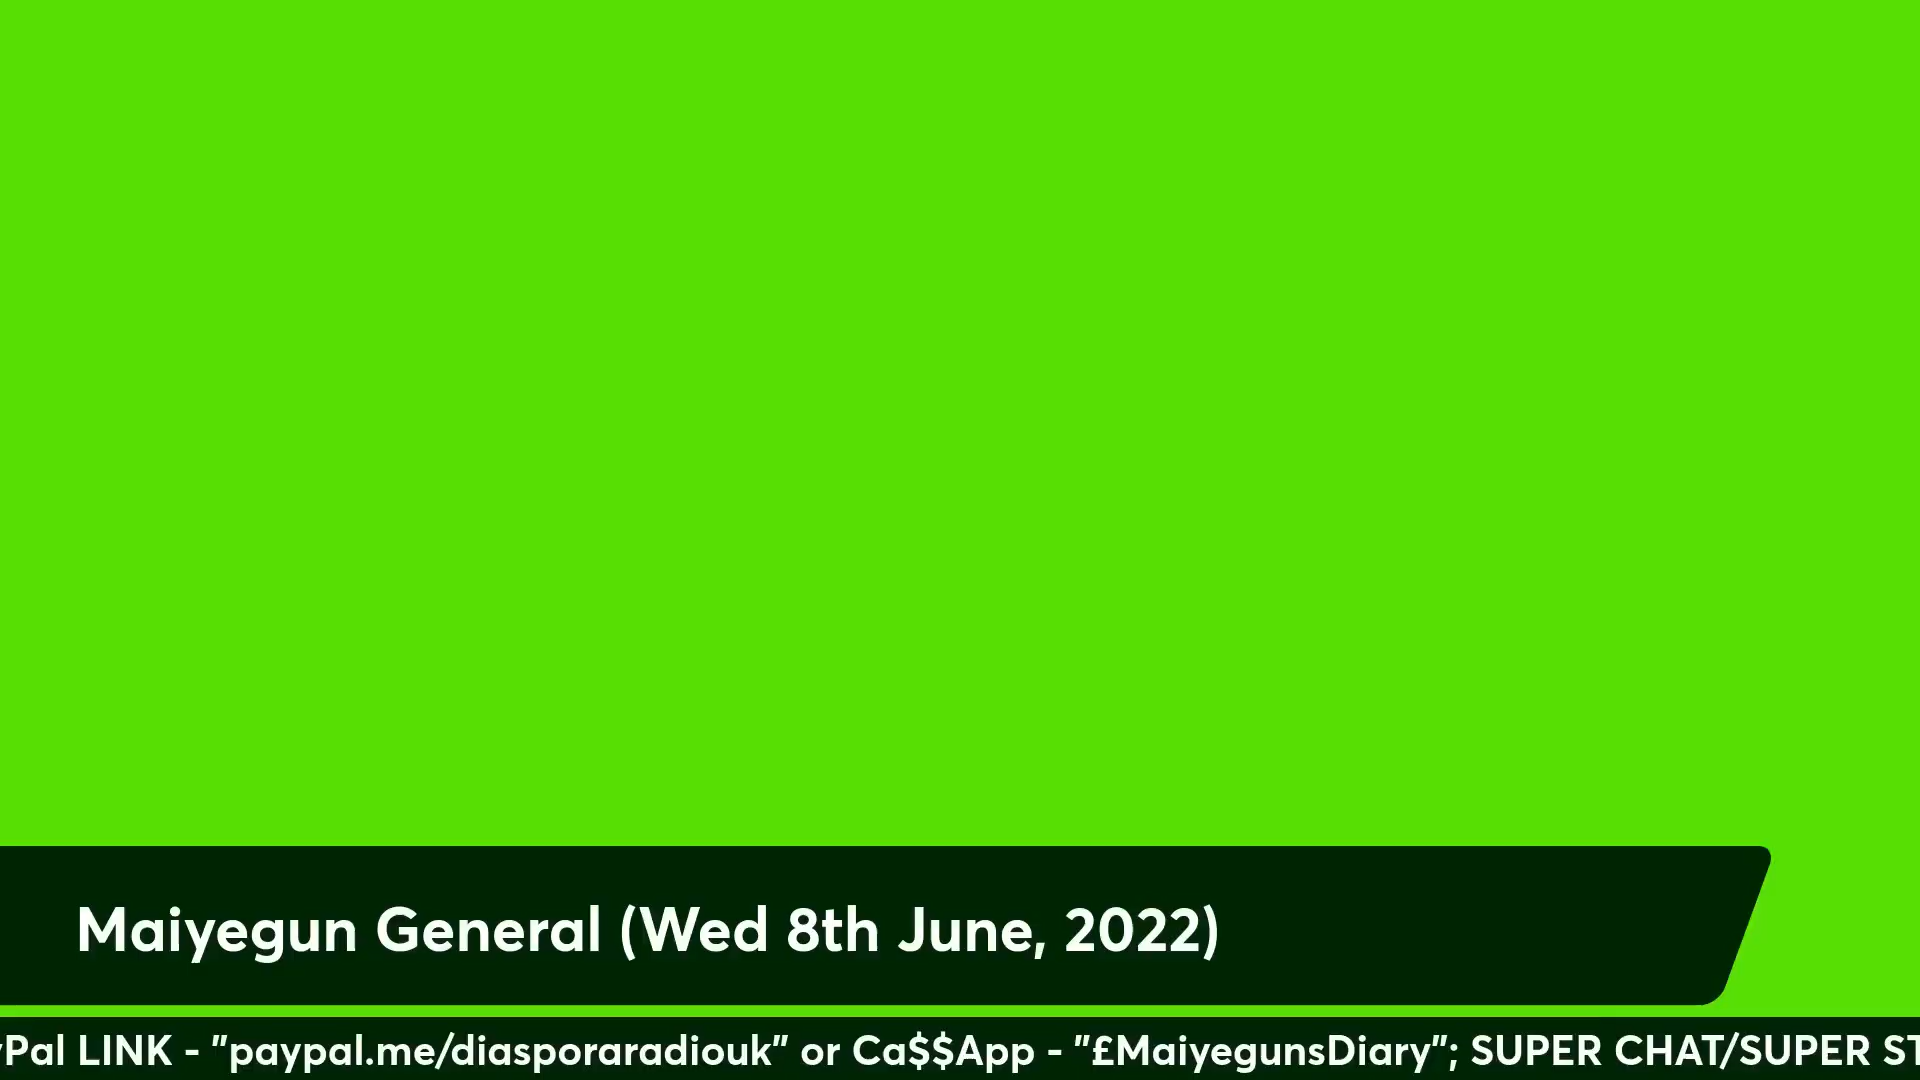 Maiyegun General (Wed 8th June, 2022)
Pal LINK - "paypal.me/diasporaradiouk" or Ca$$App - "£MaiyegunsDiary"; SUPER CHAT/SUPER ST